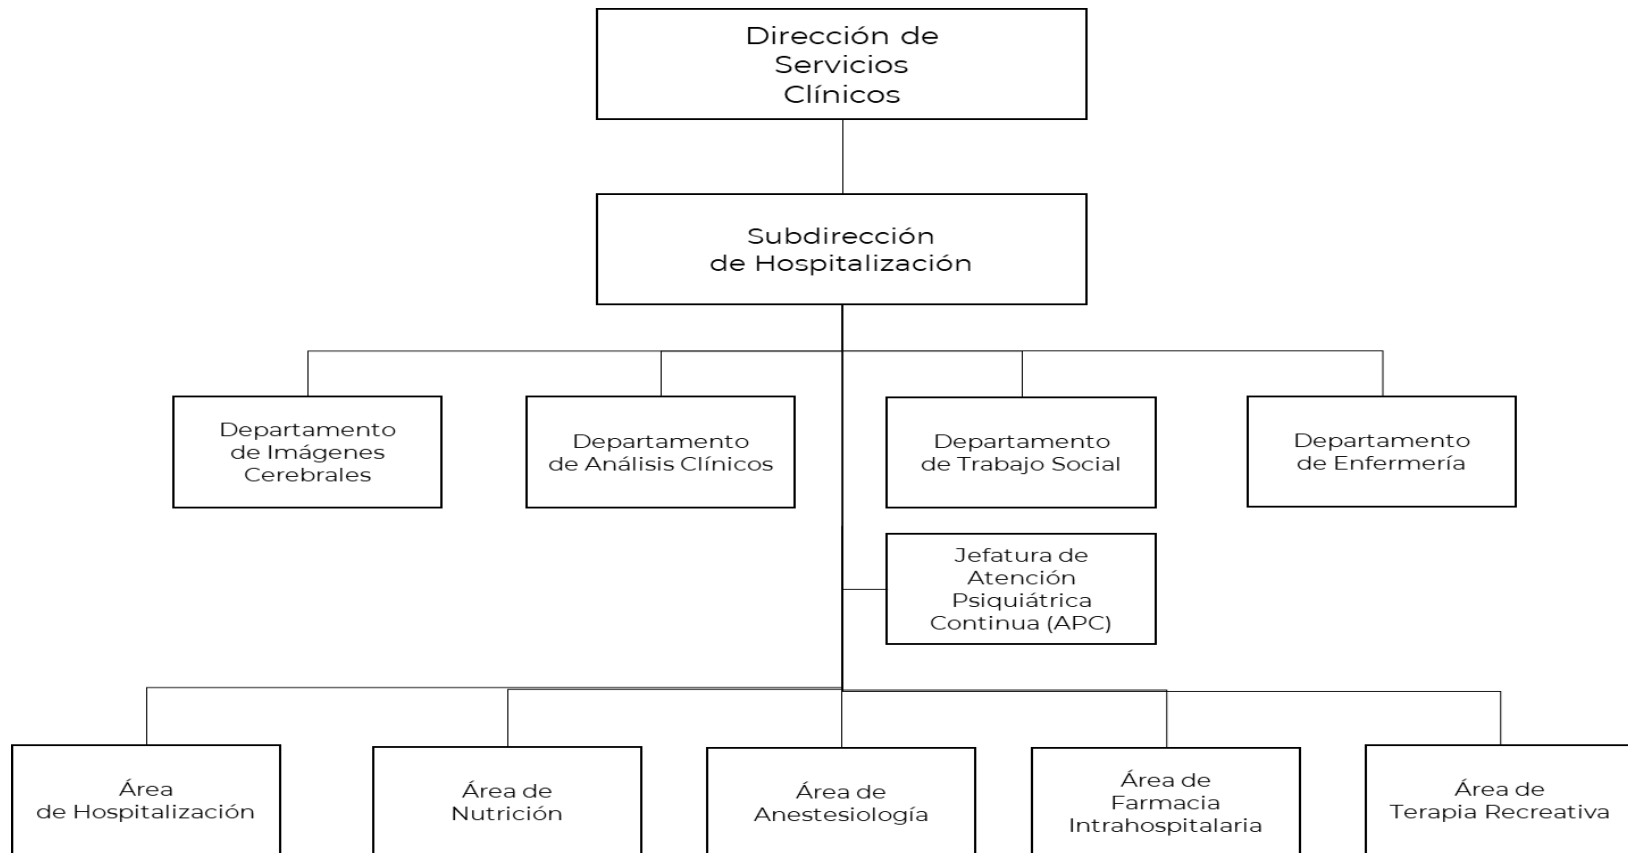 Dirección de
Servicios
Clínicos
Subdirección
de Hospitalización
Departamento
de Imágenes
Cerebrales
Departamento
de Análisis Clínicos
Departamento
de Trabajo Social
Departamento
de Enfermería
Jefatura de
Atención
Psiquiátrica
Continua (APC)
Área
de Hospitalización
Área de
Nutrición
Área de
Anestesiología
Área de
Farmacia
Intrahospitalaria
Área de
Terapia Recreativa